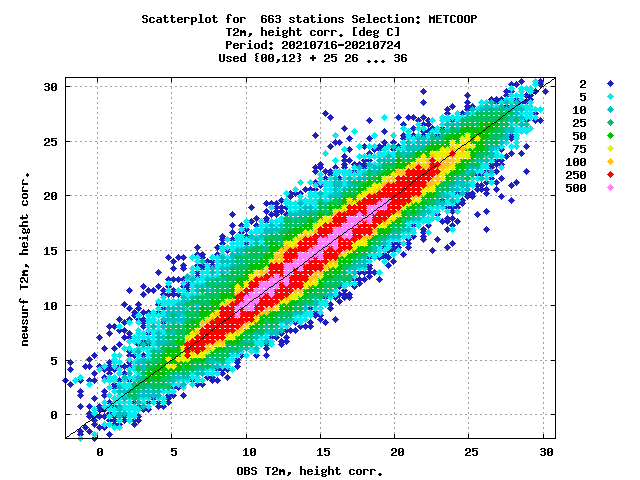 Scatterplot for  663 stations Selection: METCOOP
T2m, height corr. [deg C]
Period: 20210716-20210724
Used {00,12} + 25 26 ... 36
30
25
20
15
10
5
0
newsurf T2m, height corr.
2
5
10
25
50
75
100
250
500
0 5 10 15 20 25 30
OBS T2m, height corr.